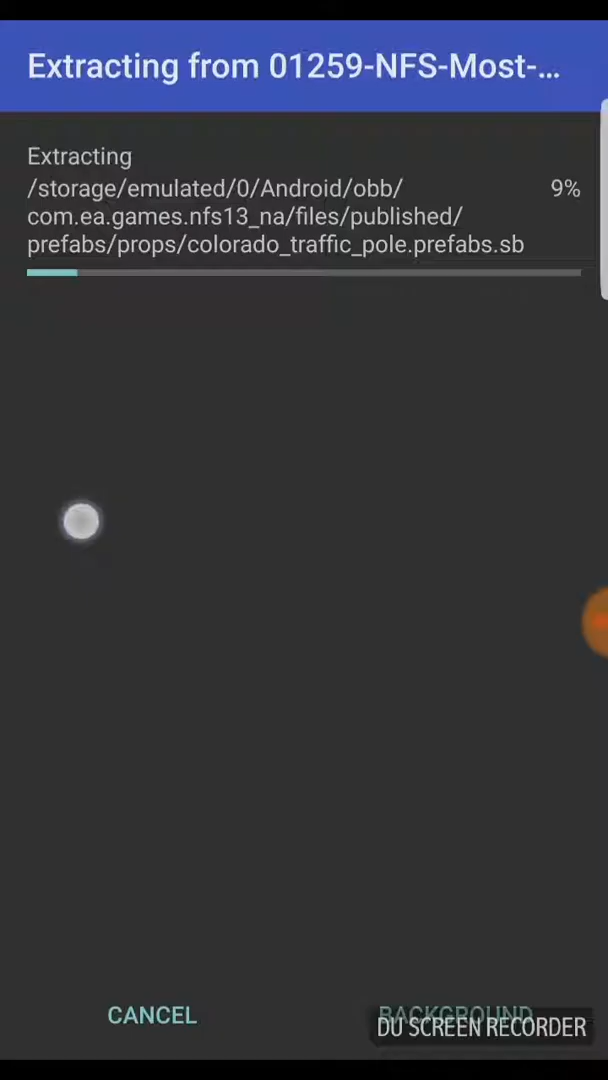 Extracting from 01259-NFS-Most-...
Extracting
/storage/emulated/0/Android/obb/ 9%
com.ea.games.nfs13_na/files/published/
prefabs/props/colorado_traffic_pole.prefabs.sb
CANCEL BACKGROUND
DU SCREEN RECORDER